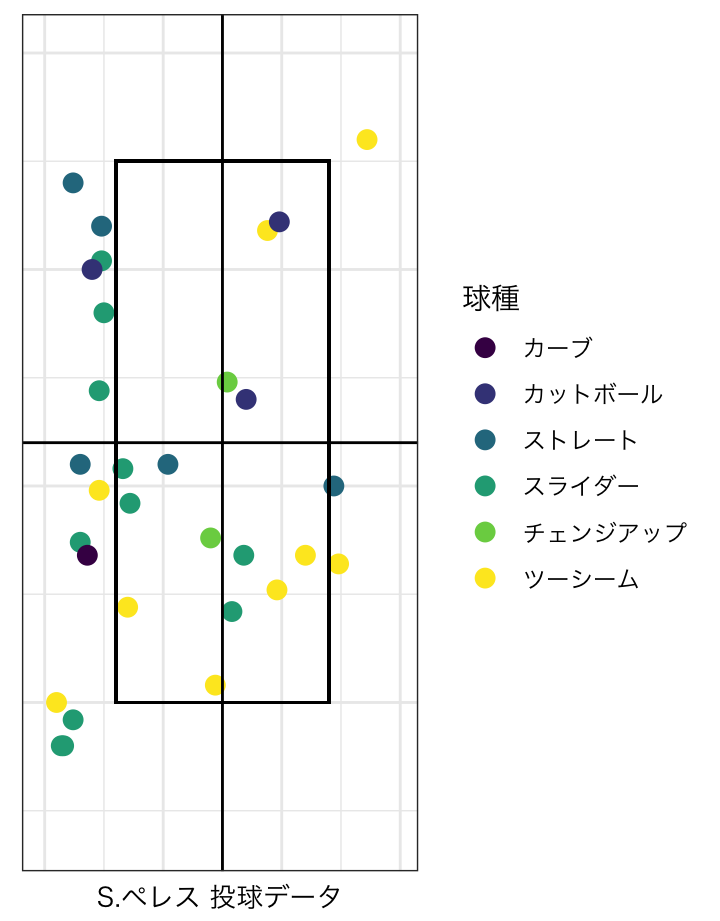 球種
カーブ
カットボール
ストレート
スライダー
チェンジアップ
ツーシーム
S.ペレス 投球データ